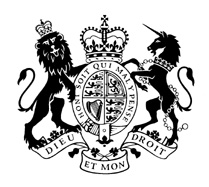 HONI SOIT QUI MAL Y PENSE
DIEU ET MON DROIT